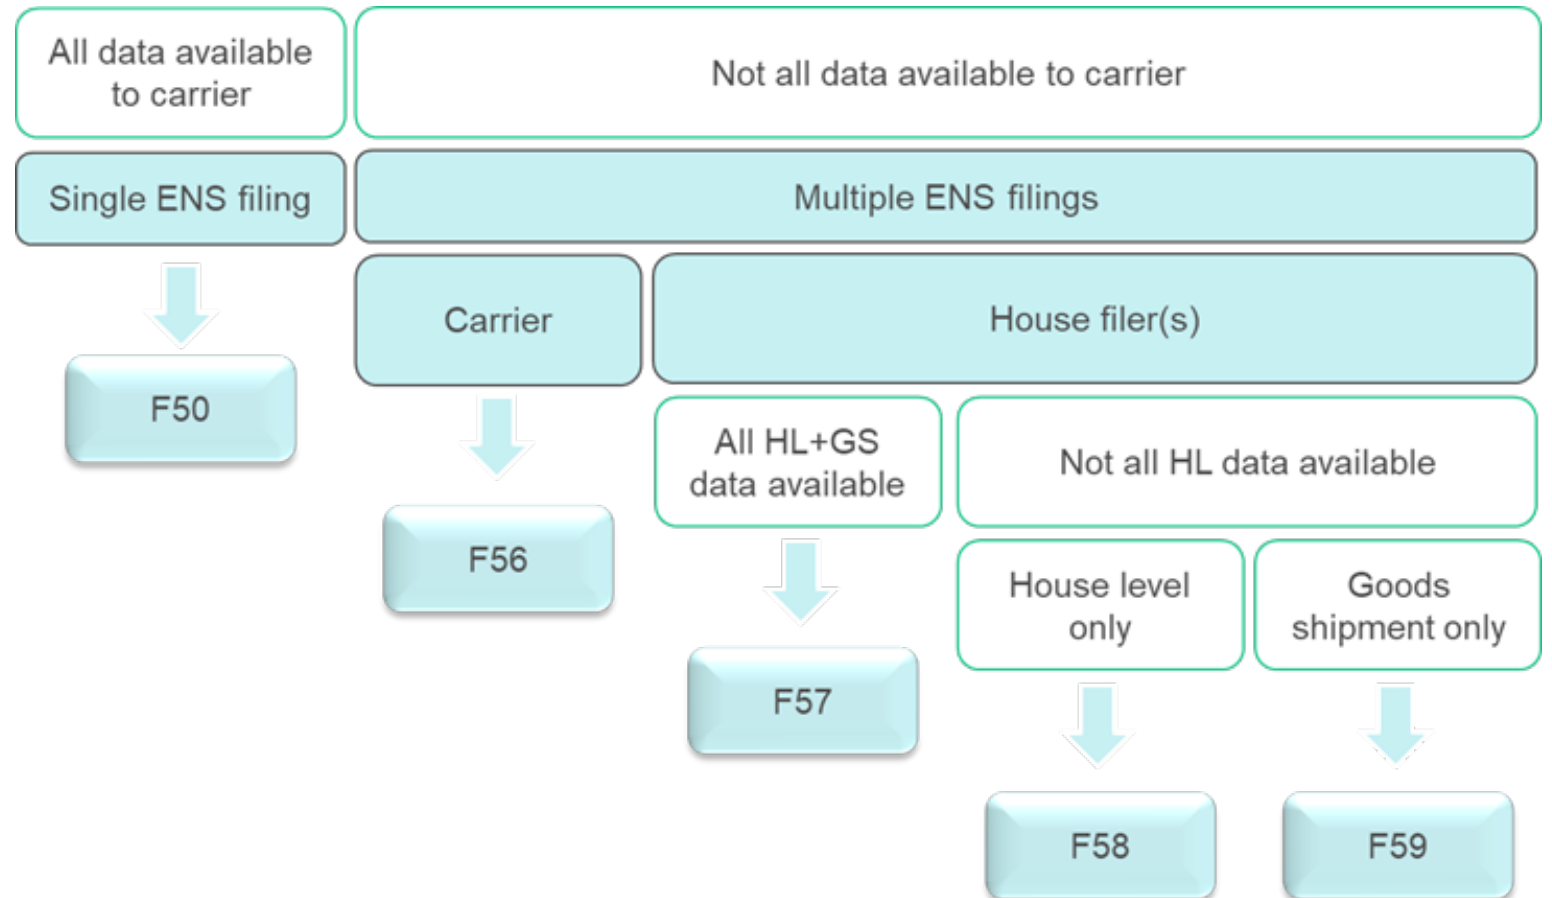 All data available
to carrier
Not all data available to carrier
Single ENS filing
Multiple ENS filings
Carrier
House filer(s)
F50
All HL+GS
data available
Not all HL data available
F56
House level
only
Goods
shipment only
F57
F58
F59